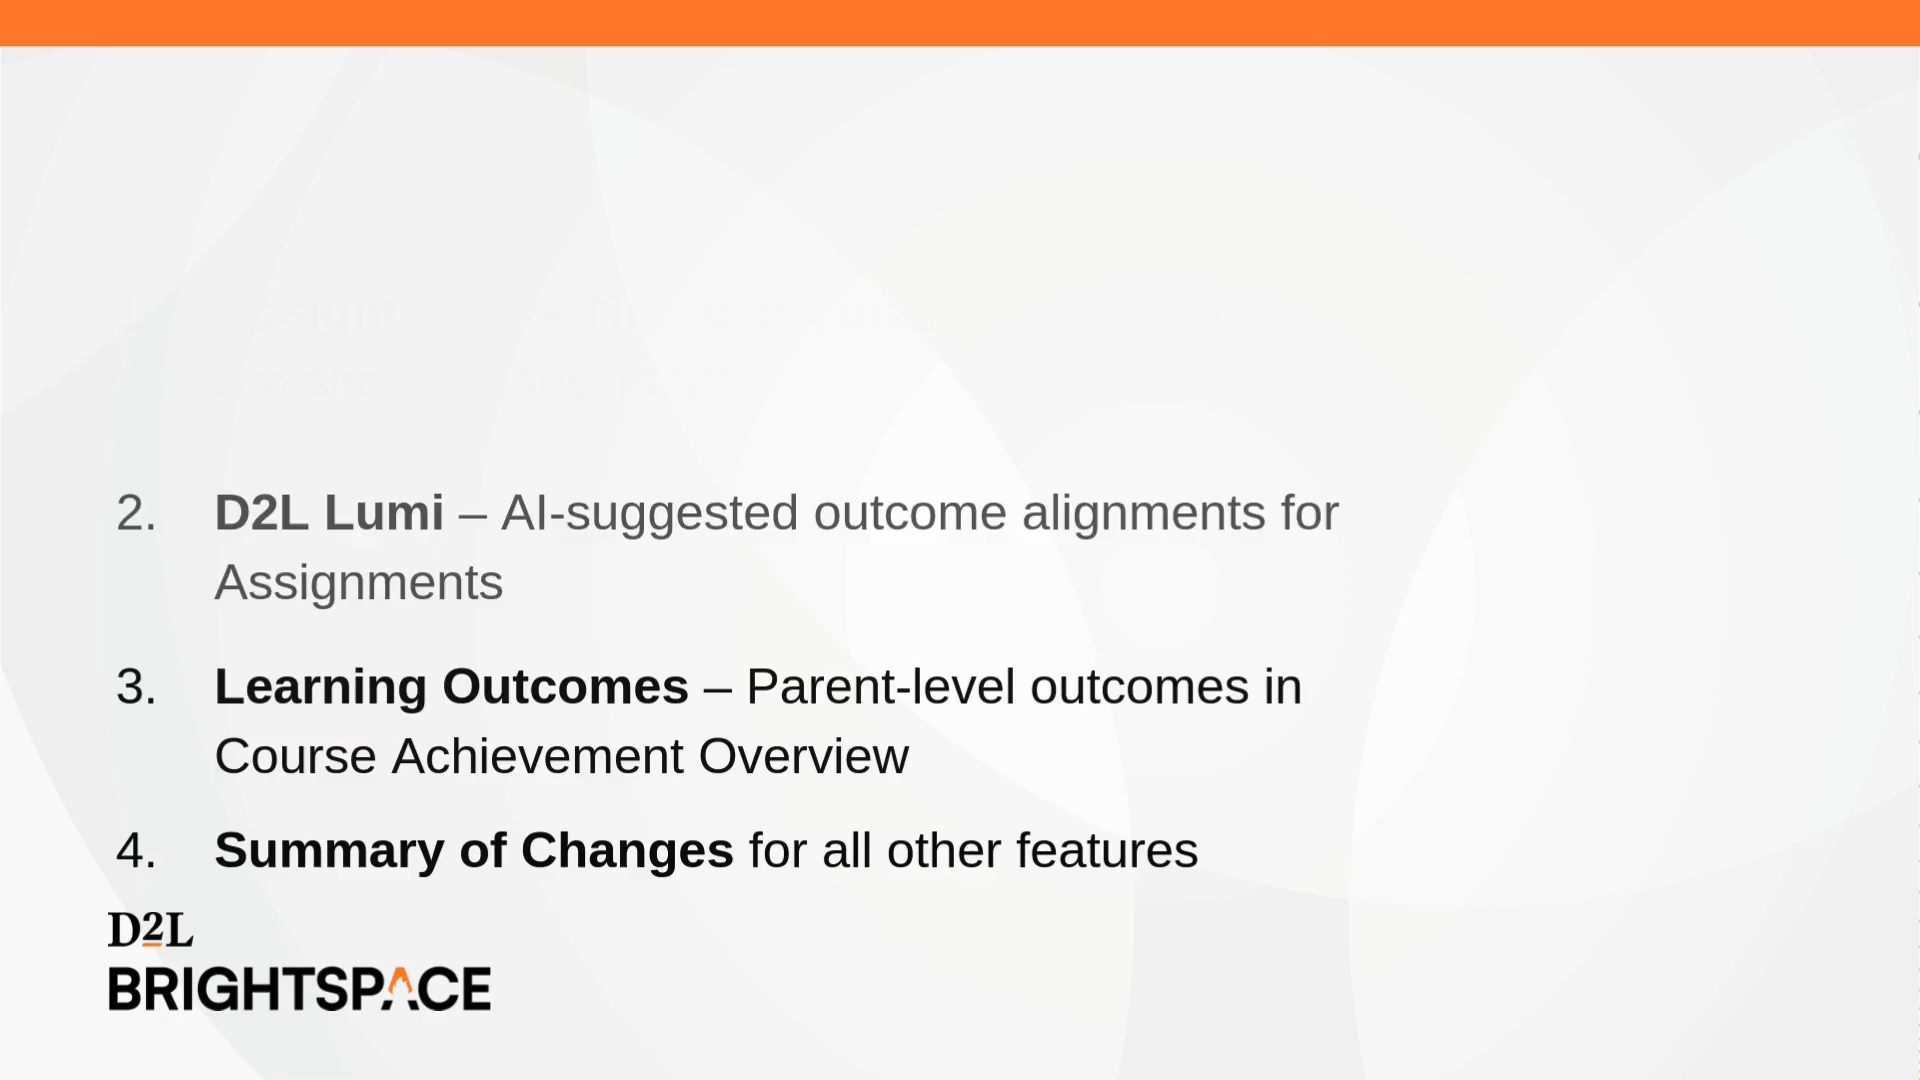 2. D2L Lumi – AI-suggested outcome alignments for
Assignments
3. Learning Outcomes – Parent-level outcomes in
Course Achievement Overview
4. Summary of Changes for all other features
D2L
BRIGHTSPACE